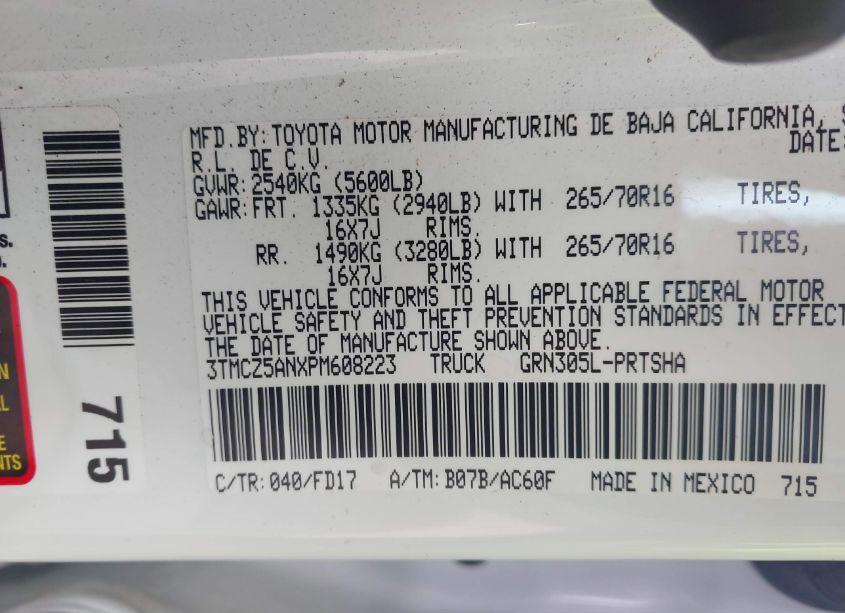 MFD.BY:TOYOTA MOTOR MANUFACTURING DE BAJA CALIFORNIA, S
R.L. DE C.V. DATE:
GVWR:2540KG (5600LB)
GAWR:FRT. 1335KG (2940LB) WITH 265/70R16 TIRES,
16X7J RIMS.
RR. 1490KG (3280LB) WITH 265/70R16 TIRES,
16X7J RIMS.
THIS VEHICLE CONFORMS TO ALL APPLICABLE FEDERAL MOTOR
VEHICLE SAFETY AND THEFT PREVENTION STANDARDS IN EFFECT
THE DATE OF MANUFACTURE SHOWN ABOVE.
3TMCZ5ANXPM608223 TRUCK GRN305L-PRTSHA
C/TR:040/FD17 A/TM:B07B/AC60F MADE IN MEXICO 715
715
s.
N
AL
E
NTS